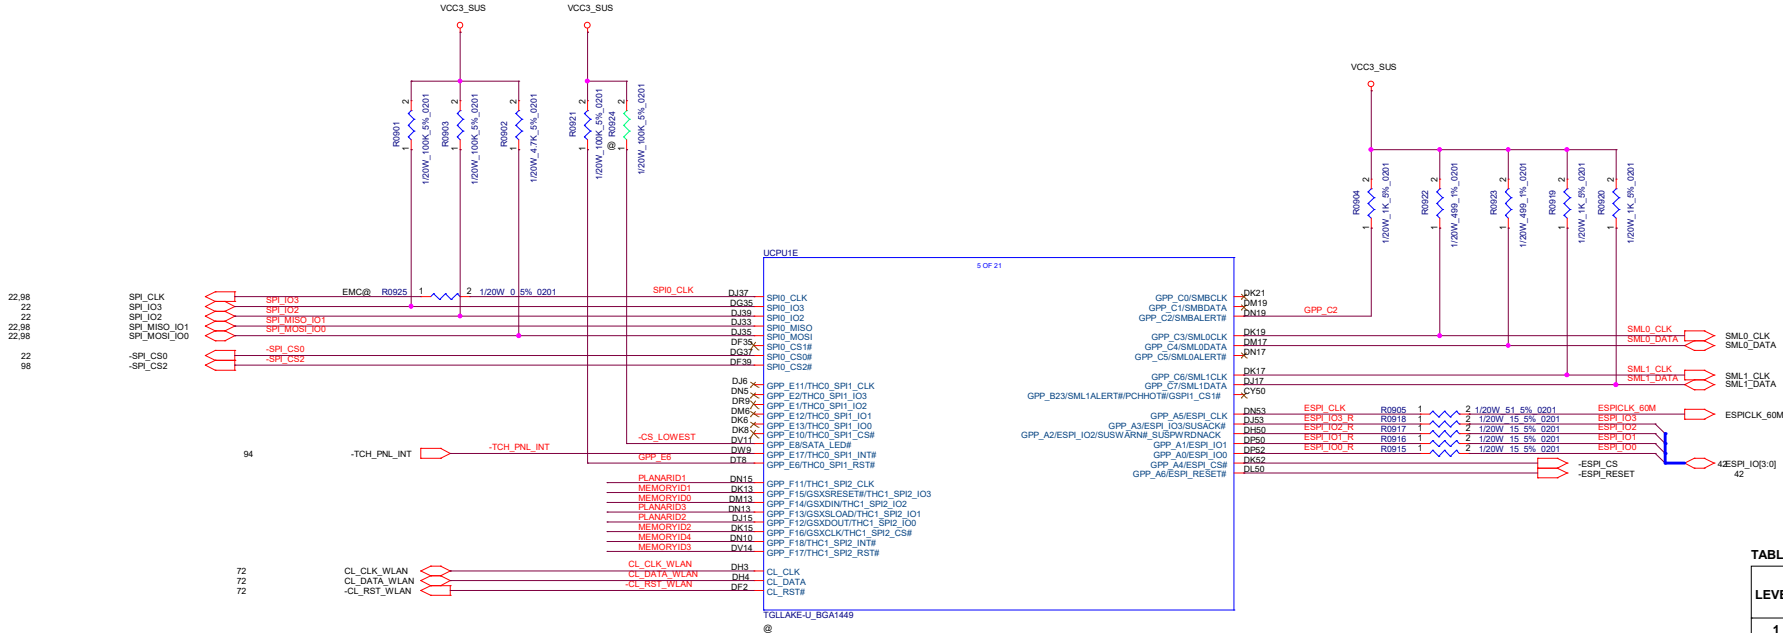 VCC3_SUS
VCC3_SUS
VCC3_SUS
R0901
1/20W_100K_5%_0201
R0903
1/20W_100K_5%_0201
R0902
1/20W_4.7K_5%_0201
R0921
1/20W_100K_5%_0201
R0924
@
1/20W_100K_5%_0201
R0904
1/20W_1K_5%_0201
R0922
1/20W_499_1%_0201
R0923
1/20W_499_1%_0201
R0919
1/20W_1K_5%_0201
R0920
1/20W_1K_5%_0201
UCPU1E
5 OF 21
22,98 SPI_CLK EMC@ R0925 1 2 1/20W_0_5%_0201 SPI0_CLK DJ37 SPI0_CLK
22 SPI_IO3 SPI_IO3 DG35 SPI0_IO3
22 SPI_IO2 SPI_IO2 DJ39 SPI0_IO2
22,98 SPI_MISO_IO1 SPI_MISO_IO1 DJ33 SPI0_MISO
22,98 SPI_MOSI_IO0 SPI_MOSI_IO0 DJ35 SPI0_MOSI
DF35 SPI0_CS1#
22 -SPI_CS0 -SPI_CS0 DG37 SPI0_CS0#
98 -SPI_CS2 -SPI_CS2 DF39 SPI0_CS2#
DJ6 GPP_E11/THC0_SPI1_CLK
DN5 GPP_E2/THC0_SPI1_IO3
DR9 GPP_E1/THC0_SPI1_IO2
DM6 GPP_E12/THC0_SPI1_IO1
DK6 GPP_E13/THC0_SPI1_IO0
DK8 GPP_E10/THC0_SPI1_CS#
-CS_LOWEST DV11 GPP_E8/SATA_LED#
94 -TCH_PNL_INT -TCH_PNL_INT DW9 GPP_E17/THC0_SPI1_INT#
GPP_E6 DT8 GPP_E6/THC0_SPI1_RST#
PLANARID1 DN15 GPP_F11/THC1_SPI2_CLK
MEMORYID1 DK13 GPP_F15/GSXSRESET#/THC1_SPI2_IO3
MEMORYID0 DM13 GPP_F14/GSXDIN/THC1_SPI2_IO2
PLANARID3 DN13 GPP_F13/GSXSLOAD/THC1_SPI2_IO1
PLANARID2 DJ15 GPP_F12/GSXDOUT/THC1_SPI2_IO0
MEMORYID2 DK15 GPP_F16/GSXCLK/THC1_SPI2_CS#
MEMORYID4 DN10 GPP_F18/THC1_SPI2_INT#
MEMORYID3 DV14 GPP_F17/THC1_SPI2_RST#
72 CL_CLK_WLAN CL_CLK_WLAN DH3 CL_CLK
72 CL_DATA_WLAN CL_DATA_WLAN DH4 CL_DATA
72 -CL_RST_WLAN -CL_RST_WLAN DF2 CL_RST#
GPP_C0/SMBCLK DK21
GPP_C1/SMBDATA DM19
GPP_C2/SMBALERT# DN19 GPP_C2
GPP_C3/SML0CLK DK19 SML0_CLK SML0_CLK
GPP_C4/SML0DATA DM17 SML0_DATA SML0_DATA
GPP_C5/SML0ALERT# DN17
GPP_C6/SML1CLK DK17 SML1_CLK SML1_CLK
GPP_C7/SML1DATA DJ17 SML1_DATA SML1_DATA
GPP_B23/SML1ALERT#/PCHHOT#/GSPI1_CS1# CY50
GPP_A5/ESPI_CLK DN53 ESPI_CLK R0905 1 2 1/20W_51_5%_0201 ESPICLK_60M ESPICLK_60M
GPP_A3/ESPI_IO3/SUSACK# DJ53 ESPI_IO3_R R0918 1 2 1/20W_15_5%_0201 ESPI_IO3
GPP_A2/ESPI_IO2/SUSWARN#_SUSPWRDNACK DH50 ESPI_IO2_R R0917 1 2 1/20W_15_5%_0201 ESPI_IO2
GPP_A1/ESPI_IO1 DP50 ESPI_IO1_R R0916 1 2 1/20W_15_5%_0201 ESPI_IO1
GPP_A0/ESPI_IO0 DP52 ESPI_IO0_R R0915 1 2 1/20W_15_5%_0201 ESPI_IO0
GPP_A4/ESPI_CS# DK52 -ESPI_CS 42 ESPI_IO[3:0]
GPP_A6/ESPI_RESET# DL50 -ESPI_RESET 42
TGLLAKE-U_BGA1449
@
TABL
LEVE
1